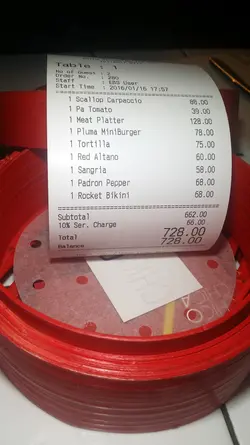 Table : 1
No of Guest : 2
Order No. : 280
Staff : EBS User
Start Time : 2016/01/16 17:57
1 Scallop Carpaccio 88.00
1 Pa Tomato 39.00
1 Meat Platter 128.00
1 Pluma MiniBurger 78.00
1 Tortilla 75.00
1 Red Altano 60.00
1 Sangria 68.00
1 Padron Pepper 58.00
1 Rocket Bikini 68.00
Subtotal 662.00
10% Ser. Charge 66.00
Total 728.00
Balance 728.00